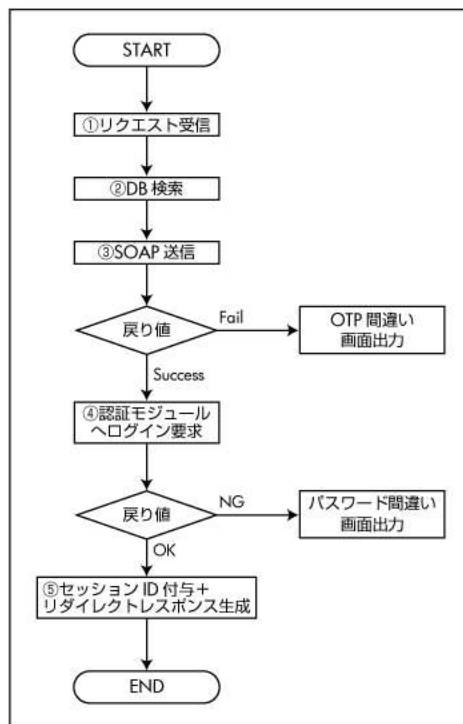 START
①リクエスト受信
②DB 検索
③SOAP 送信
戻り値
Fail
OTP 間違い
画面出力
Success
④認証モジュール
へログイン要求
戻り値
NG
パスワード間違い
画面出力
OK
⑤セッション ID 付与+
リダイレクトレスポンス生成
END